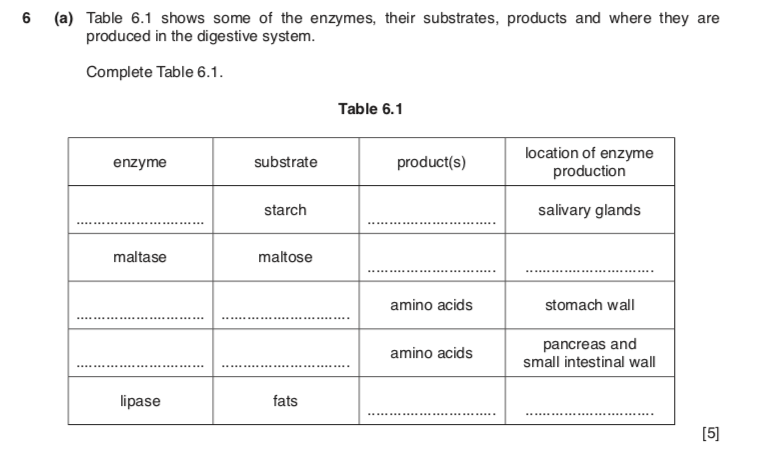 6 (a) Table 6.1 shows some of the enzymes, their substrates, products and where they are
produced in the digestive system.
Complete Table 6.1.
Table 6.1
enzyme substrate product(s) location of enzyme production
.............................. starch .............................. salivary glands
maltase maltose .............................. ..............................
.............................. .............................. amino acids stomach wall
.............................. .............................. amino acids pancreas and small intestinal wall
lipase fats .............................. ..............................
[5]